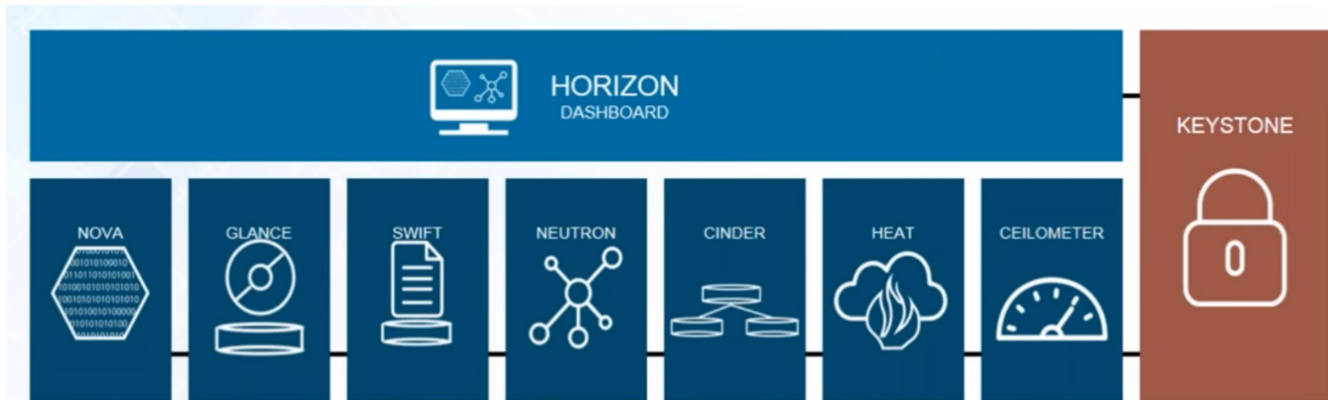 HORIZON
DASHBOARD
KEYSTONE
NOVA
GLANCE
SWIFT
NEUTRON
CINDER
HEAT
CEILOMETER